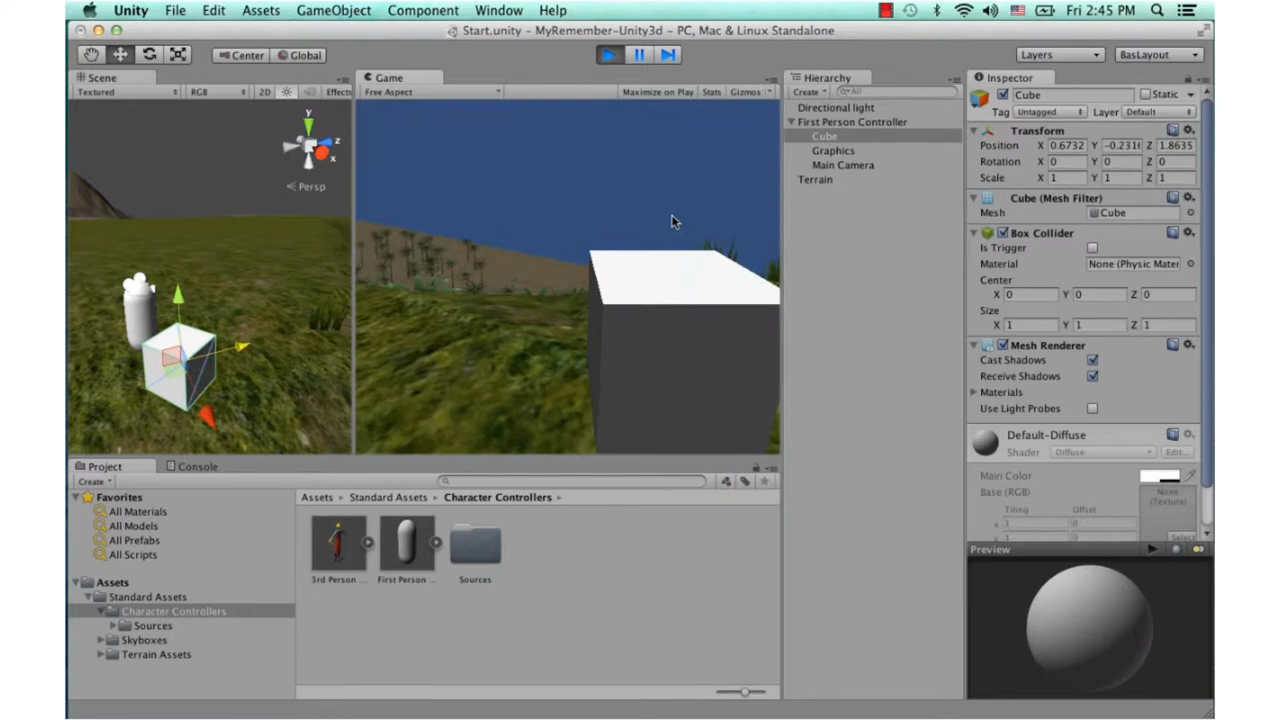 Unity File Edit Assets GameObject Component Window Help Fri 2:45 PM
Start.unity - MyRemember-Unity3d - PC, Mac & Linux Standalone
Center Global Layers BasLayout
Scene
Textured RGB 2D Effects
y
z
x
Persp
Game
Free Aspect Maximize on Play Stats Gizmos
Hierarchy
Create All
Directional light
First Person Controller
Cube
Graphics
Main Camera
Terrain
Inspector
Cube Static
Tag Untagged Layer Default
Transform
Position X 0.6732 Y Z 1.8635
Rotation X 0 Y 0 Z 0
Scale X 1 Y 1 Z 1
Cube (Mesh Filter)
Mesh Cube
Box Collider
Is Trigger
Material None (Physic Mater
Center
X 0 Y 0 Z 0
Size
X 1 Y 1 Z 1
Mesh Renderer
Cast Shadows
Receive Shadows
Materials
Use Light Probes
Default-Diffuse
Shader Diffuse Edit...
Main Color
Base (RGB) None
(Texture)
Tiling Offset
x 1 0
1 0
Select
Preview
Project Console
Create
Favorites
All Materials
All Models
All Prefabs
All Scripts
Assets
Standard Assets
Character Controllers
Sources
Skyboxes
Terrain Assets
Assets Standard Assets Character Controllers
3rd Person ... First Person ... Sources